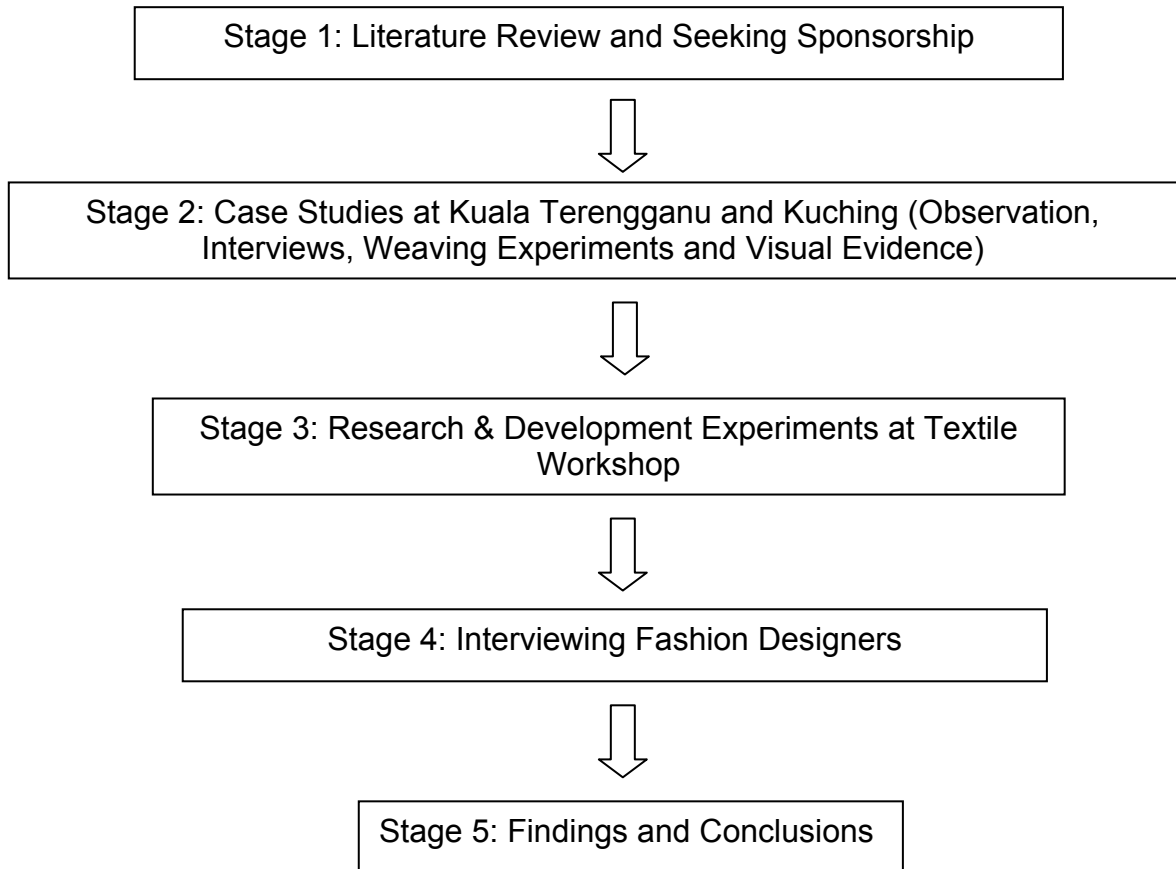 Stage 1: Literature Review and Seeking Sponsorship
Stage 2: Case Studies at Kuala Terengganu and Kuching (Observation,
Interviews, Weaving Experiments and Visual Evidence)
Stage 3: Research & Development Experiments at Textile
Workshop
Stage 4: Interviewing Fashion Designers
Stage 5: Findings and Conclusions